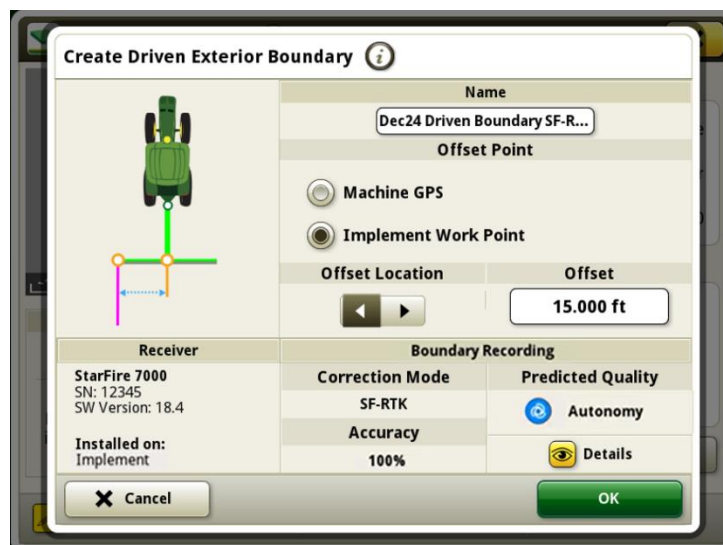 Create Driven Exterior Boundary i
Name
Dec24 Driven Boundary SF-R...
Offset Point
Machine GPS
Implement Work Point
Offset Location
Offset
15.000 ft
Receiver
StarFire 7000
SN: 12345
SW Version: 18.4
Installed on:
Implement
Boundary Recording
Correction Mode
SF-RTK
Accuracy
100%
Predicted Quality
Autonomy
Details
Cancel
OK